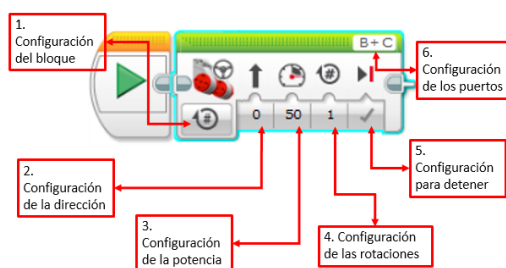 1.
Configuración
del bloque
B+C
6.
Configuración
de los puertos
#
#
0 50 1
2.
Configuración
de la dirección
3.
Configuración
de la potencia
4. Configuración
de las rotaciones
5.
Configuración
para detener